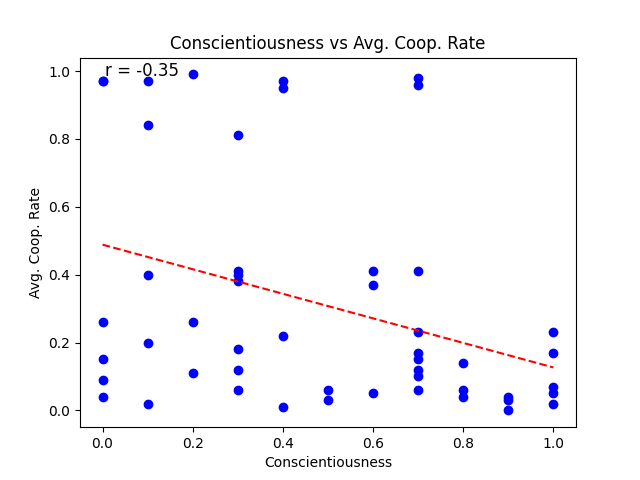 Conscientiousness vs Avg. Coop. Rate
r = -0.35
1.0
0.8
0.6
0.4
0.2
0.0
Avg. Coop. Rate
0.0 0.2 0.4 0.6 0.8 1.0
Conscientiousness